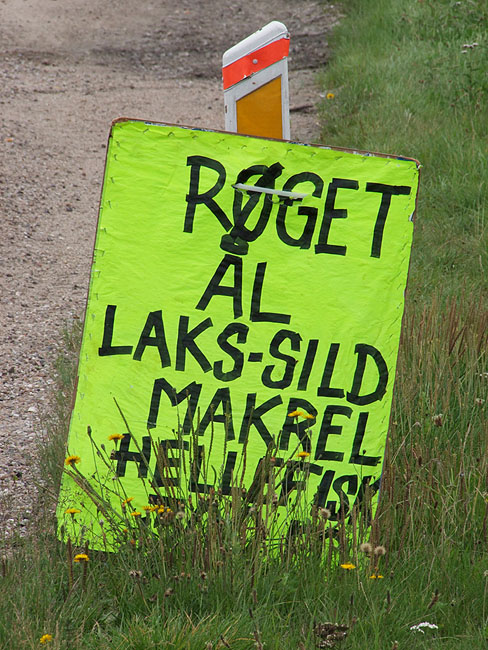 RØGET
ÅL
LAKS-SILD
MAKREL
HELLEFISK